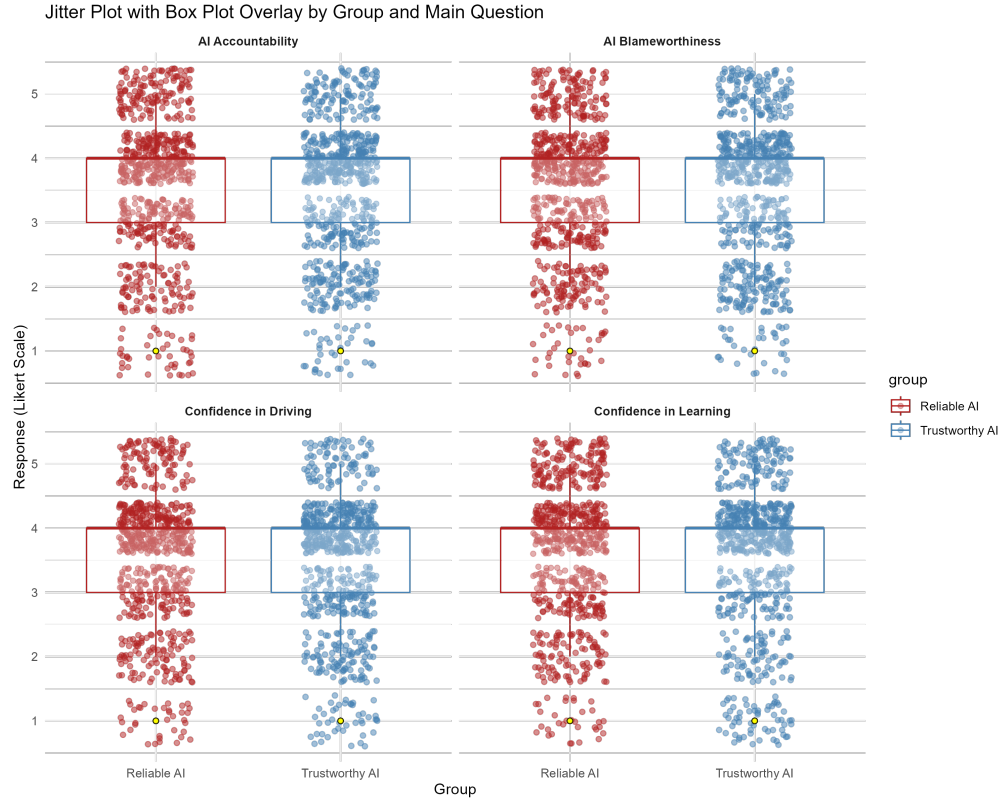 Jitter Plot with Box Plot Overlay by Group and Main Question
AI Accountability
AI Blameworthiness
5
4
3
2
1
Confidence in Driving
Confidence in Learning
5
4
3
2
1
Reliable AI
Trustworthy AI
Reliable AI
Trustworthy AI
Group
Response (Likert Scale)
group
Reliable AI
Trustworthy AI